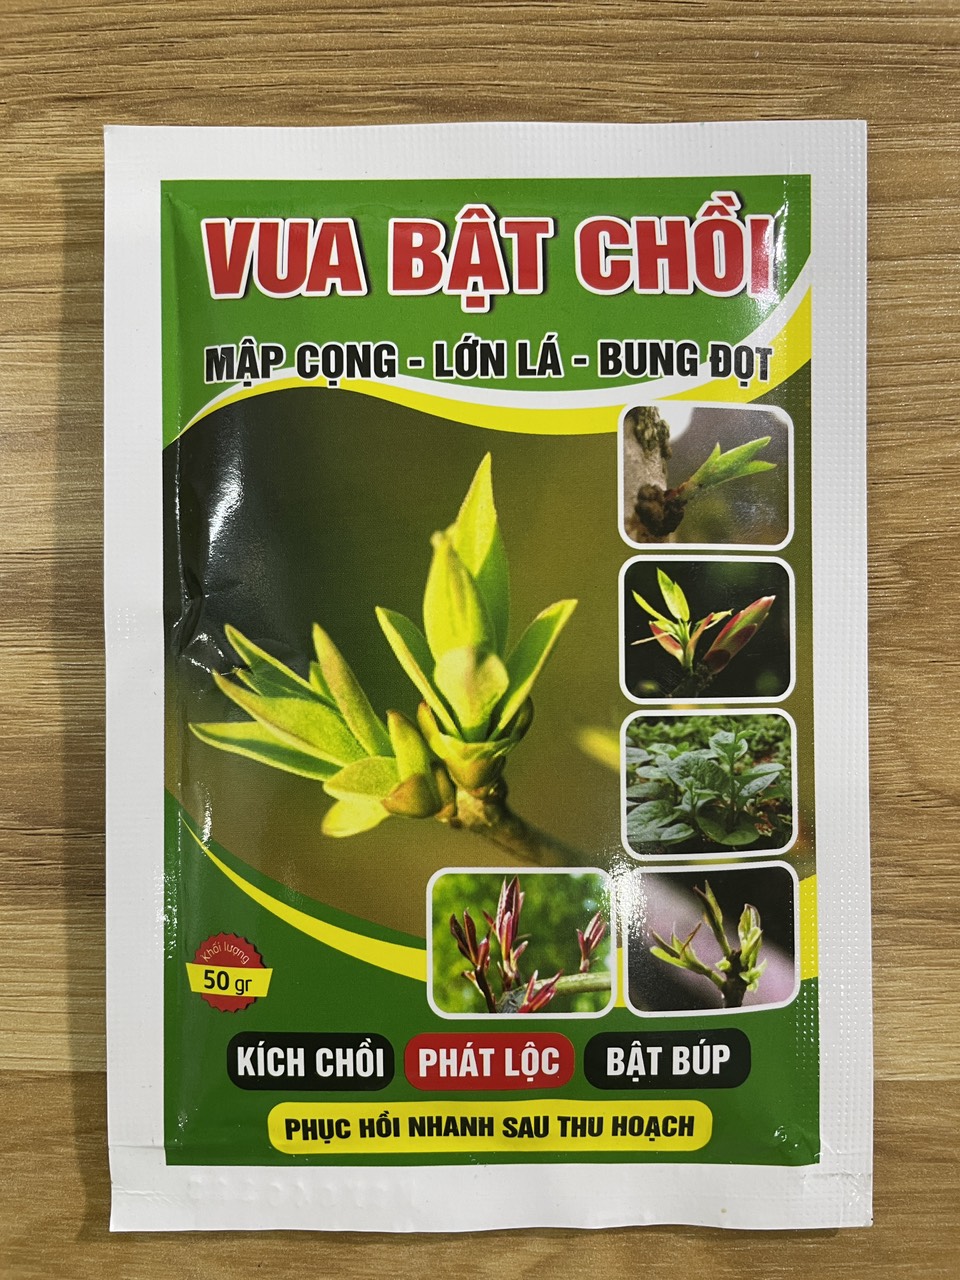 VUA BẬT CHỒI
MẬP CỌNG - LỚN LÁ - BUNG ĐỌT
Khối lượng
50 gr
KÍCH CHỒI PHÁT LỘC BẬT BÚP
PHỤC HỒI NHANH SAU THU HOẠCH